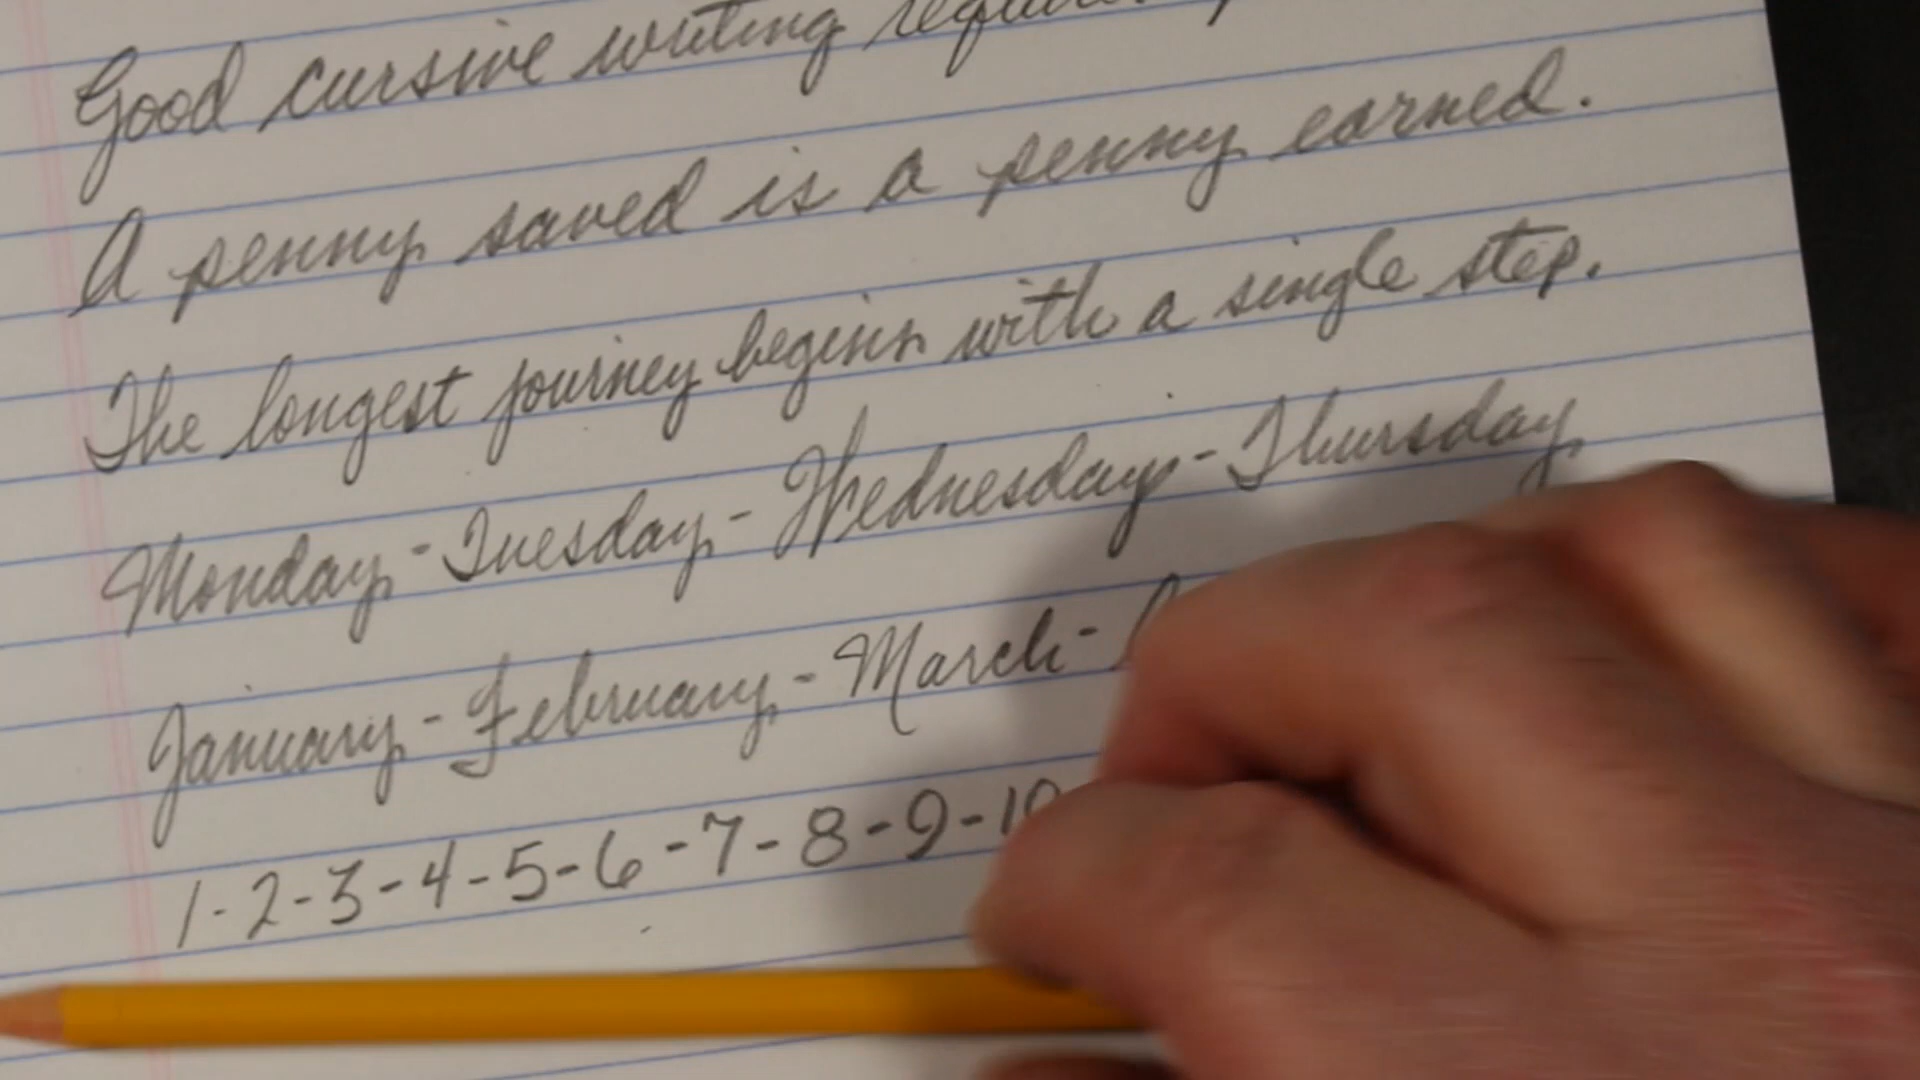 Good cursive writing
A penny saved is a penny earned.
The longest journey begins with a single step.
Monday - Tuesday - Wednesday - Thursday
January - February - March -
1-2-3-4-5-6-7-8-9-10